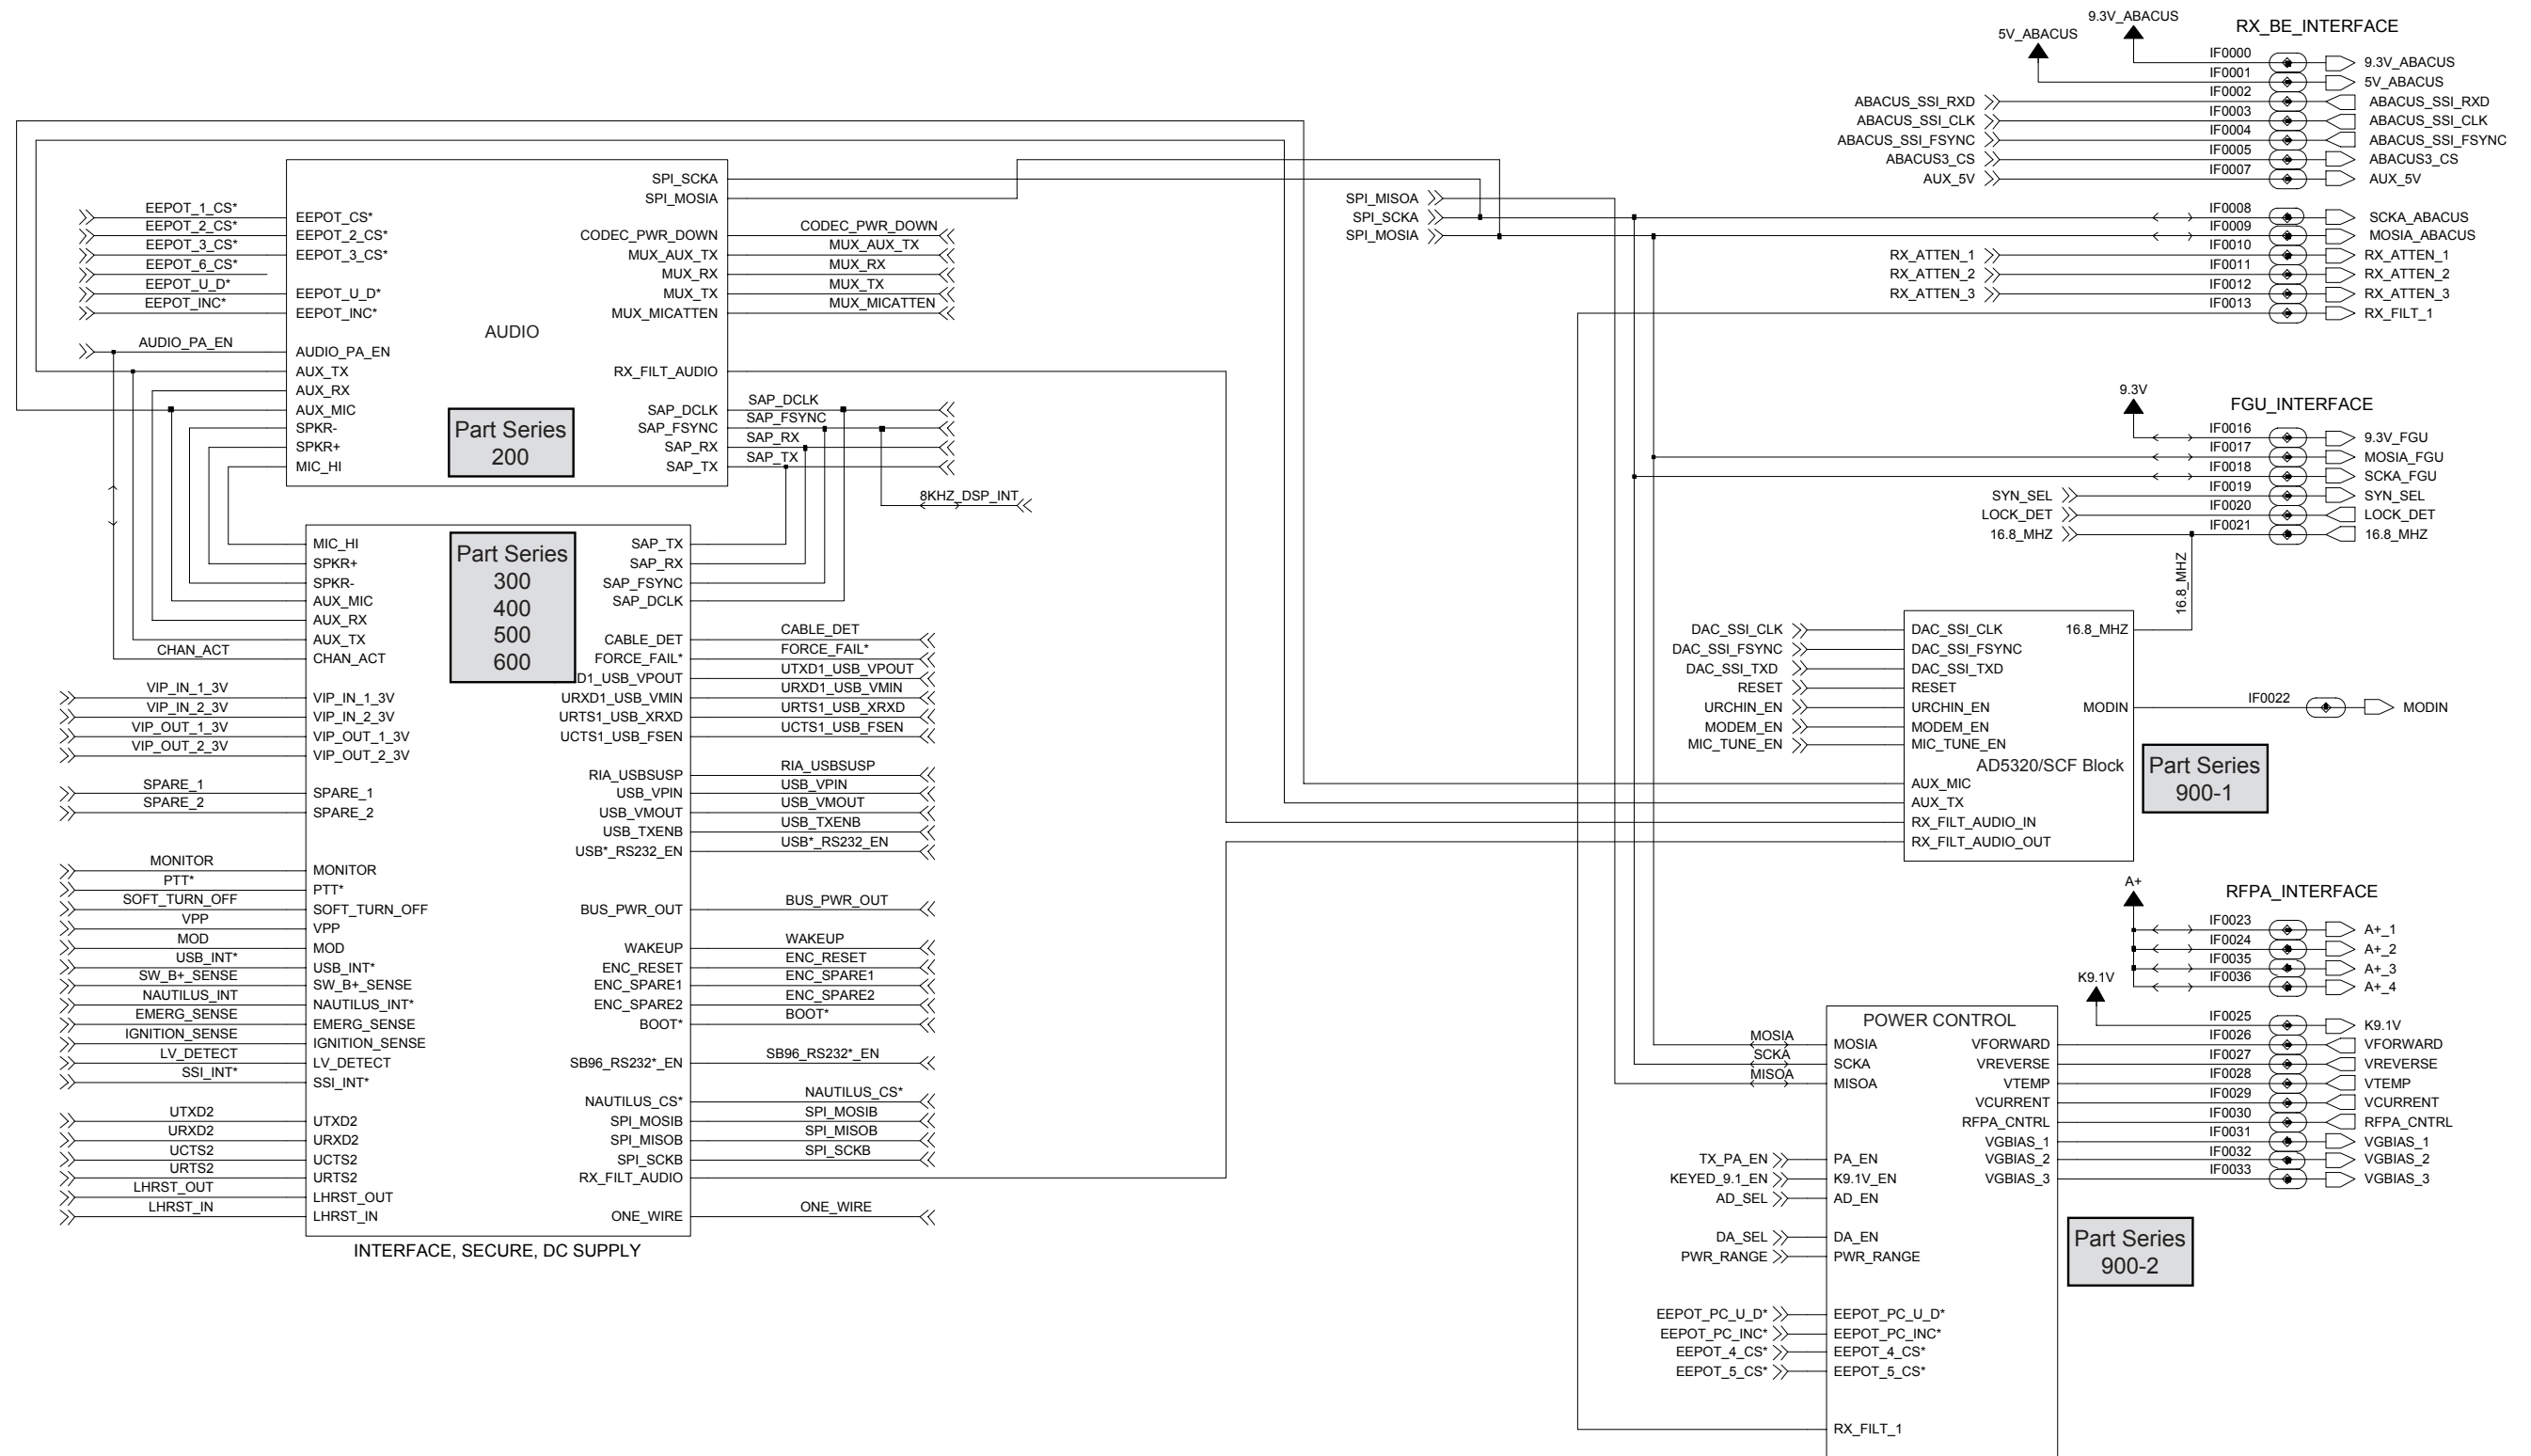 9.3V_ABACUS
5V_ABACUS
RX_BE_INTERFACE
IF0000 9.3V_ABACUS
IF0001 5V_ABACUS
ABACUS_SSI_RXD IF0002 ABACUS_SSI_RXD
ABACUS_SSI_CLK IF0003 ABACUS_SSI_CLK
ABACUS_SSI_FSYNC IF0004 ABACUS_SSI_FSYNC
ABACUS3_CS IF0005 ABACUS3_CS
AUX_5V IF0007 AUX_5V
SPI_MISOA
SPI_SCKA IF0008 SCKA_ABACUS
SPI_MOSIA IF0009 MOSIA_ABACUS
RX_ATTEN_1 IF0010 RX_ATTEN_1
RX_ATTEN_2 IF0011 RX_ATTEN_2
RX_ATTEN_3 IF0012 RX_ATTEN_3
IF0013 RX_FILT_1
SPI_SCKA
SPI_MOSIA
EEPOT_1_CS* EEPOT_CS*
EEPOT_2_CS* EEPOT_2_CS*
EEPOT_3_CS* EEPOT_3_CS*
EEPOT_6_CS*
EEPOT_U_D* EEPOT_U_D*
EEPOT_INC* EEPOT_INC*
CODEC_PWR_DOWN CODEC_PWR_DOWN
MUX_AUX_TX MUX_AUX_TX
MUX_RX MUX_RX
MUX_TX MUX_TX
MUX_MICATTEN MUX_MICATTEN
AUDIO
AUDIO_PA_EN AUDIO_PA_EN
AUX_TX
AUX_RX
AUX_MIC
SPKR-
SPKR+
MIC_HI
Part Series
200
RX_FILT_AUDIO
SAP_DCLK SAP_DCLK
SAP_FSYNC SAP_FSYNC
SAP_RX SAP_RX
SAP_TX SAP_TX
8KHZ_DSP_INT
9.3V
FGU_INTERFACE
IF0016 9.3V_FGU
IF0017 MOSIA_FGU
IF0018 SCKA_FGU
SYN_SEL IF0019 SYN_SEL
LOCK_DET IF0020 LOCK_DET
16.8_MHZ IF0021 16.8_MHZ
16.8_MHZ
MIC_HI
SPKR+
SPKR-
AUX_MIC
AUX_RX
AUX_TX
CHAN_ACT CHAN_ACT
Part Series
300
400
500
600
SAP_TX
SAP_RX
SAP_FSYNC
SAP_DCLK
CABLE_DET CABLE_DET
FORCE_FAIL* FORCE_FAIL*
D1_USB_VPOUT UTXD1_USB_VPOUT
URXD1_USB_VMIN URXD1_USB_VMIN
URTS1_USB_XRXD URTS1_USB_XRXD
UCTS1_USB_FSEN UCTS1_USB_FSEN
VIP_IN_1_3V VIP_IN_1_3V
VIP_IN_2_3V VIP_IN_2_3V
VIP_OUT_1_3V VIP_OUT_1_3V
VIP_OUT_2_3V VIP_OUT_2_3V
RIA_USBSUSP RIA_USBSUSP
USB_VPIN USB_VPIN
USB_VMOUT USB_VMOUT
USB_TXENB USB_TXENB
USB*_RS232_EN USB*_RS232_EN
SPARE_1 SPARE_1
SPARE_2 SPARE_2
MONITOR MONITOR
PTT* PTT*
SOFT_TURN_OFF SOFT_TURN_OFF
VPP VPP
MOD MOD
USB_INT* USB_INT*
SW_B+_SENSE SW_B+_SENSE
NAUTILUS_INT NAUTILUS_INT*
EMERG_SENSE EMERG_SENSE
IGNITION_SENSE IGNITION_SENSE
LV_DETECT LV_DETECT
SSI_INT* SSI_INT*
BUS_PWR_OUT BUS_PWR_OUT
WAKEUP WAKEUP
ENC_RESET ENC_RESET
ENC_SPARE1 ENC_SPARE1
ENC_SPARE2 ENC_SPARE2
BOOT* BOOT*
SB96_RS232*_EN SB96_RS232*_EN
NAUTILUS_CS* NAUTILUS_CS*
SPI_MOSIB SPI_MOSIB
SPI_MISOB SPI_MISOB
SPI_SCKB SPI_SCKB
RX_FILT_AUDIO
ONE_WIRE ONE_WIRE
UTXD2 UTXD2
URXD2 URXD2
UCTS2 UCTS2
URTS2 URTS2
LHRST_OUT LHRST_OUT
LHRST_IN LHRST_IN
INTERFACE, SECURE, DC SUPPLY
DAC_SSI_CLK DAC_SSI_CLK 16.8_MHZ
DAC_SSI_FSYNC DAC_SSI_FSYNC
DAC_SSI_TXD DAC_SSI_TXD
RESET RESET
URCHIN_EN URCHIN_EN MODIN IF0022 MODIN
MODEM_EN MODEM_EN
MIC_TUNE_EN MIC_TUNE_EN
AD5320/SCF Block
AUX_MIC
AUX_TX
RX_FILT_AUDIO_IN
RX_FILT_AUDIO_OUT
Part Series
900-1
A+
RFPA_INTERFACE
IF0023 A+_1
IF0024 A+_2
IF0035 A+_3
IF0036 A+_4
K9.1V
IF0025 K9.1V
POWER CONTROL
MOSIA MOSIA VFORWARD IF0026 VFORWARD
SCKA SCKA VREVERSE IF0027 VREVERSE
MISOA MISOA VTEMP IF0028 VTEMP
VCURRENT IF0029 VCURRENT
RFPA_CNTRL IF0030 RFPA_CNTRL
VGBIAS_1 IF0031 VGBIAS_1
TX_PA_EN PA_EN VGBIAS_2 IF0032 VGBIAS_2
KEYED_9.1_EN K9.1V_EN VGBIAS_3 IF0033 VGBIAS_3
AD_SEL AD_EN
DA_SEL DA_EN
PWR_RANGE PWR_RANGE
Part Series
900-2
EEPOT_PC_U_D* EEPOT_PC_U_D*
EEPOT_PC_INC* EEPOT_PC_INC*
EEPOT_4_CS* EEPOT_4_CS*
EEPOT_5_CS* EEPOT_5_CS*
RX_FILT_1